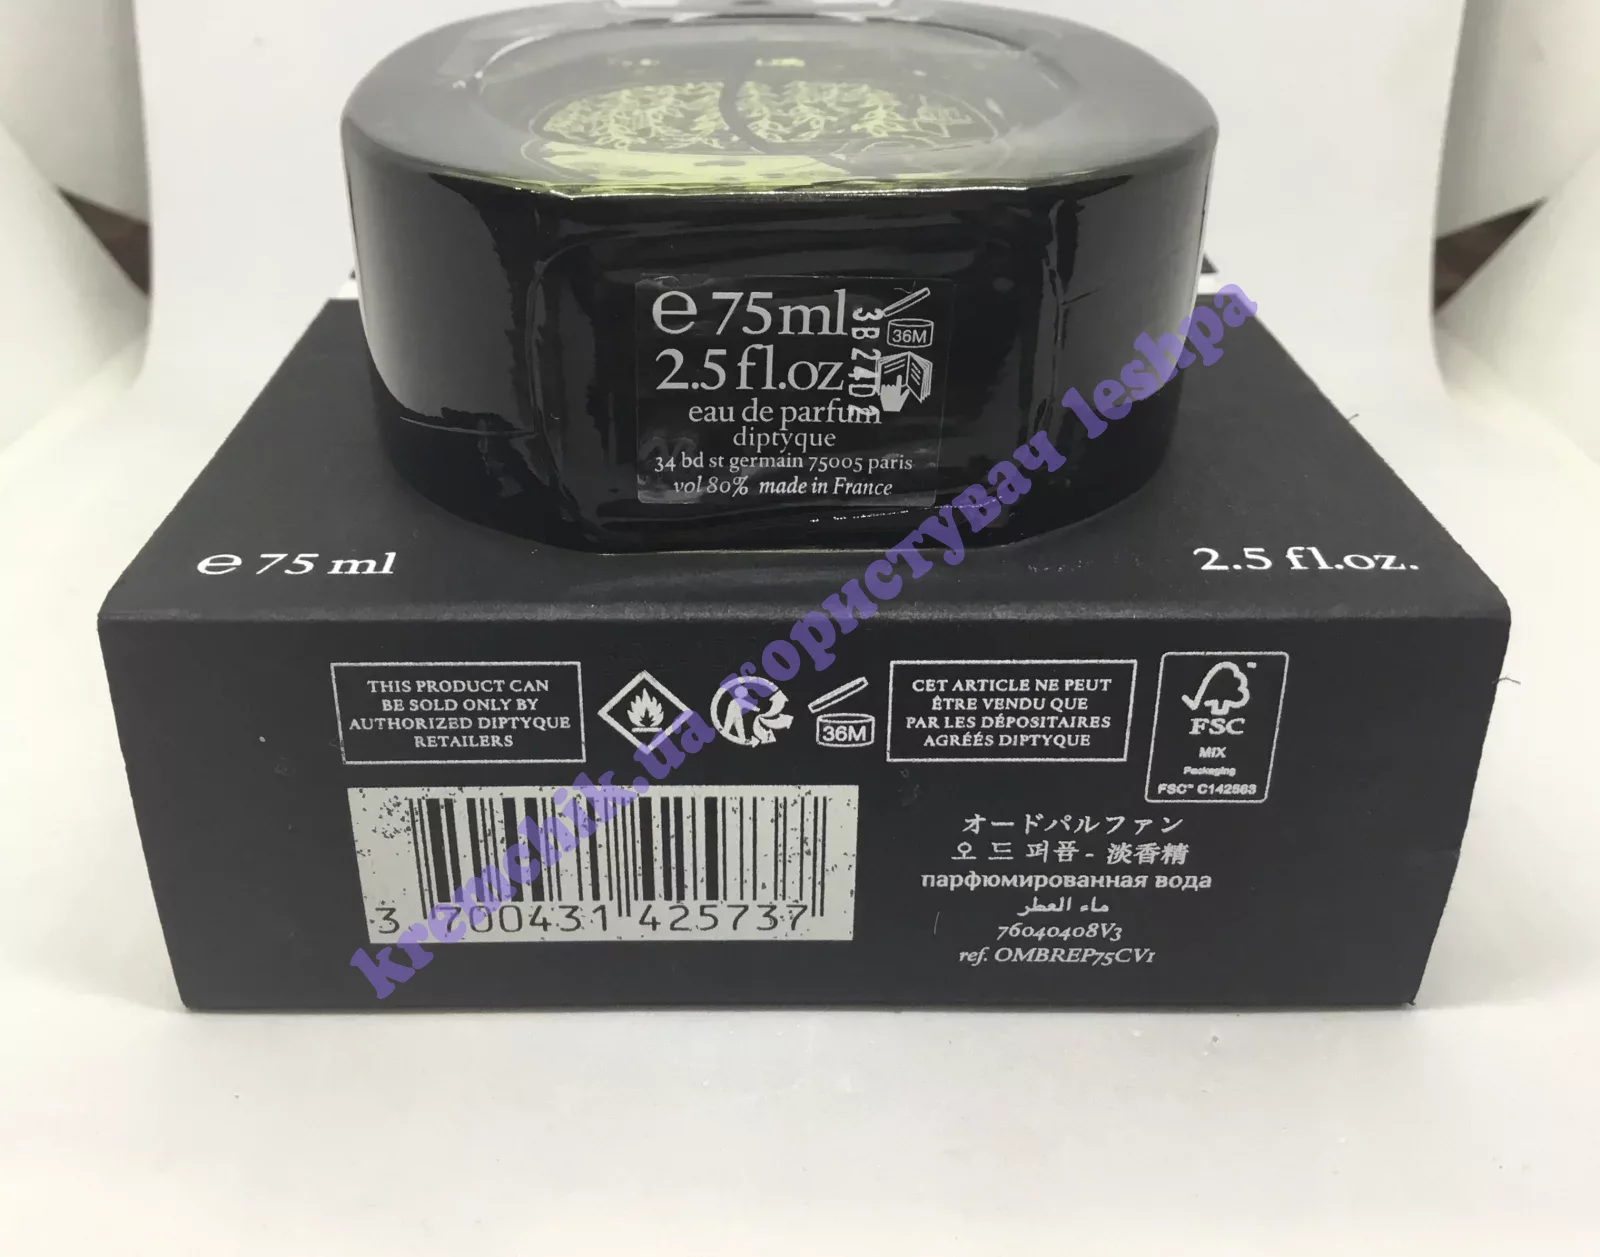 ℮ 75 ml
2.5 fl.oz
eau de parfum
diptyque
34 bd st germain 75005 paris
vol 80% made in France
3B24D2
36M
℮ 75 ml
2.5 fl.oz.
THIS PRODUCT CAN
BE SOLD ONLY BY
AUTHORIZED DIPTYQUE
RETAILERS
36M
CET ARTICLE NE PEUT
ÊTRE VENDU QUE
PAR LES DÉPOSITAIRES
AGRÉÉS DIPTYQUE
FSC
MIX
Packaging
FSC™ C142563
3 700431 425737
オードパルファン
오 드 퍼퓸 - 淡香精
парфюмированная вода
ماء العطر
76040408V3
ref. OMBREP75CV1
kremchik.ua користувач leshpa